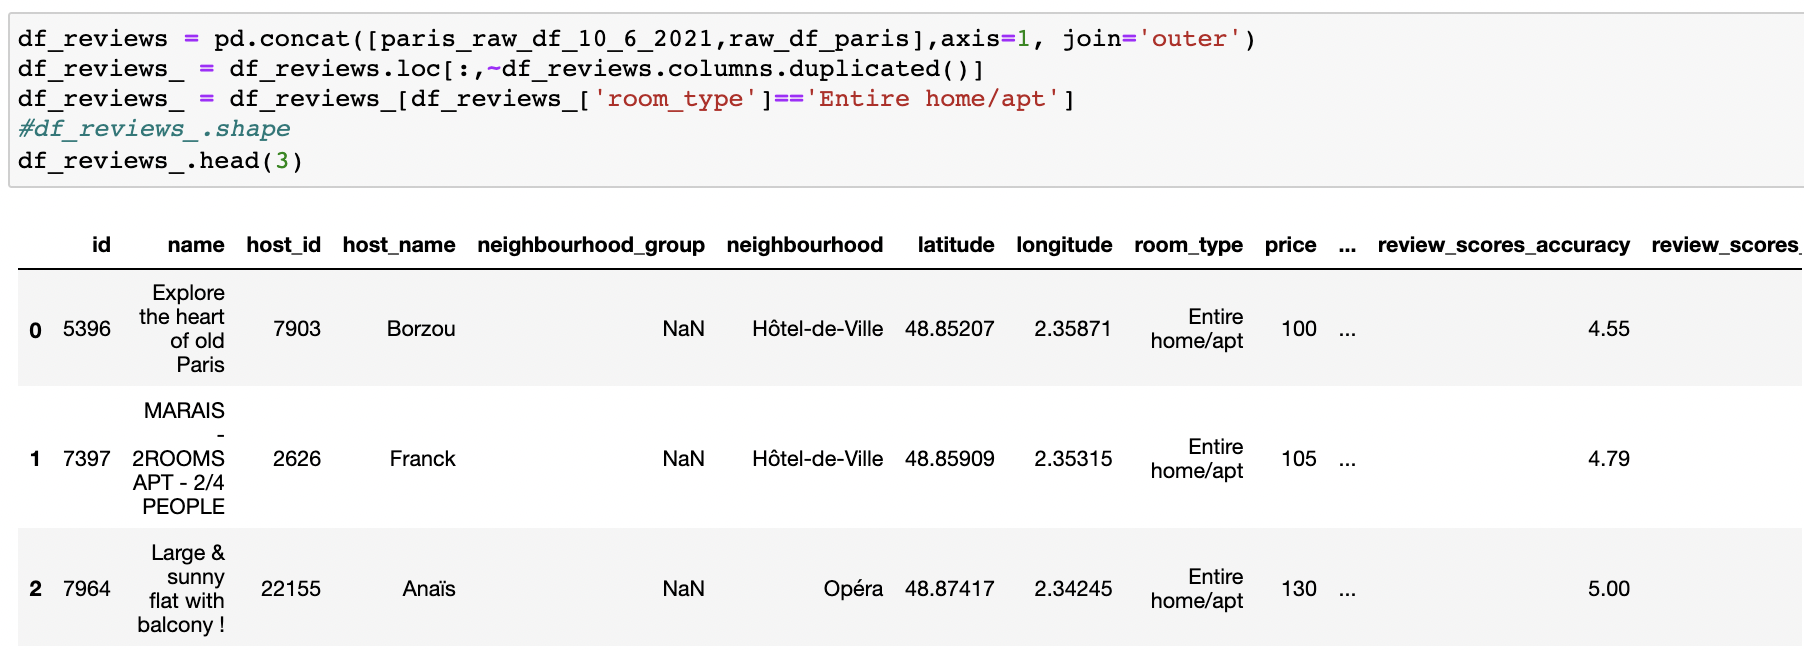 df_reviews = pd.concat([paris_raw_df_10_6_2021,raw_df_paris],axis=1, join='outer')
df_reviews_ = df_reviews.loc[:,~df_reviews.columns.duplicated()]
df_reviews_ = df_reviews_[df_reviews_['room_type']=='Entire home/apt']
#df_reviews_.shape
df_reviews_.head(3)
id name host_id host_name neighbourhood_group neighbourhood latitude longitude room_type price ... review_scores_accuracy review_scores_
0 5396 Explore the heart of old Paris 7903 Borzou NaN Hôtel-de-Ville 48.85207 2.35871 Entire home/apt 100 ... 4.55
1 7397 MARAIS - 2ROOMS APT - 2/4 PEOPLE 2626 Franck NaN Hôtel-de-Ville 48.85909 2.35315 Entire home/apt 105 ... 4.79
2 7964 Large & sunny flat with balcony ! 22155 Anaïs NaN Opéra 48.87417 2.34245 Entire home/apt 130 ... 5.00